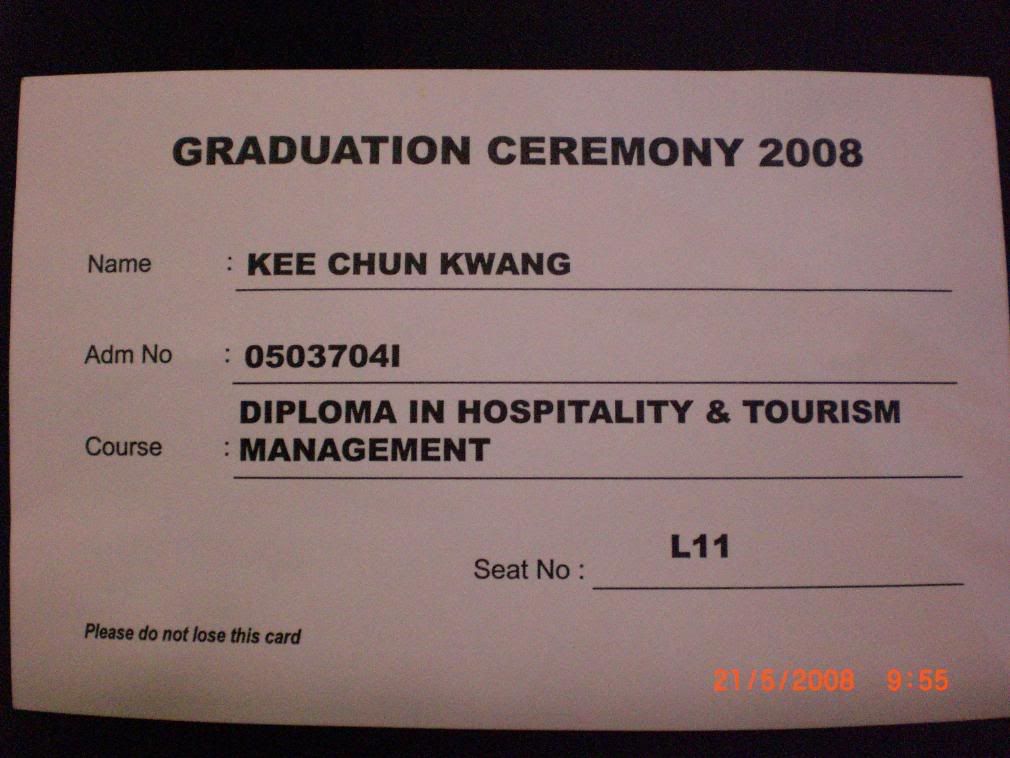 GRADUATION CEREMONY 2008
Name : KEE CHUN KWANG
Adm No : 0503704I
DIPLOMA IN HOSPITALITY & TOURISM
Course : MANAGEMENT
L11
Seat No :
Please do not lose this card
21/5/2008 9:55